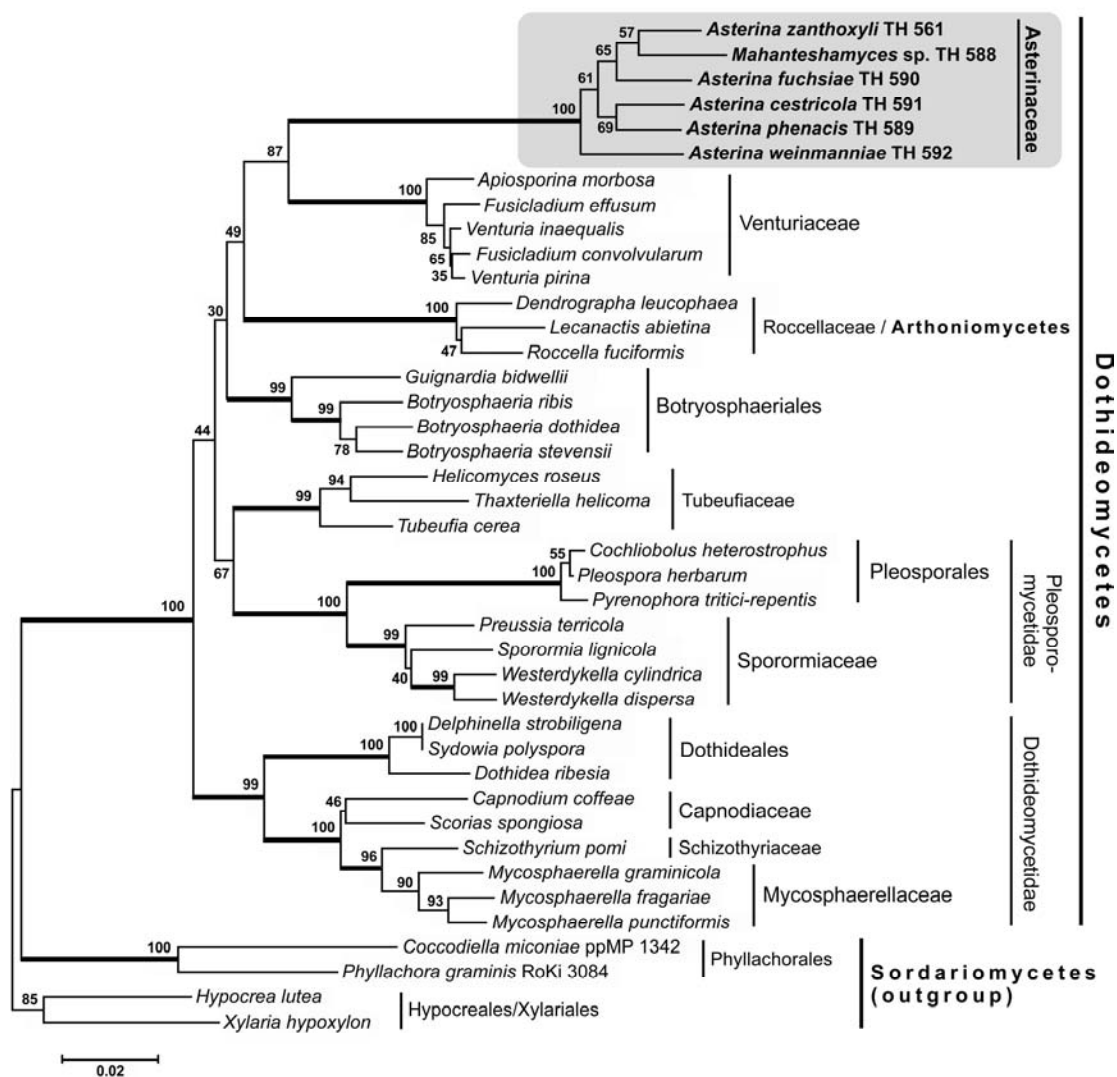 57
Asterina zanthoxyli TH 561
65
Mahanteshamyces sp. TH 588
61
Asterina fuchsiae TH 590
100
Asterina cestricola TH 591
69
Asterina phenacis TH 589
Asterina weinmanniae TH 592
Asterinaceae
87
100
Apiosporina morbosa
Fusicladium effusum
85
Venturia inaequalis
65
Fusicladium convolvularum
35
Venturia pirina
Venturiaceae
49
100
Dendrographa leucophaea
Lecanactis abietina
47
Roccella fuciformis
Roccellaceae / Arthoniomycetes
30
99
Guignardia bidwellii
99
Botryosphaeria ribis
Botryosphaeria dothidea
78
Botryosphaeria stevensii
Botryosphaeriales
44
94
Helicomyces roseus
99
Thaxteriella helicoma
Tubeufia cerea
Tubeufiaceae
67
55
Cochliobolus heterostrophus
100
Pleospora herbarum
Pyrenophora tritici-repentis
Pleosporales
100
99
Preussia terricola
Sporormia lignicola
40
99
Westerdykella cylindrica
Westerdykella dispersa
Sporormiaceae
Pleosporo-
mycetidae
100
100
Delphinella strobiligena
100
Sydowia polyspora
Dothidea ribesia
Dothideales
99
46
Capnodium coffeae
100
Scorias spongiosa
Capnodiaceae
96
Schizothyrium pomi
Schizothyriaceae
90
Mycosphaerella graminicola
93
Mycosphaerella fragariae
Mycosphaerella punctiformis
Mycosphaerellaceae
Dothideomycetidae
Dothideomycetes
100
Coccodiella miconiae ppMP 1342
Phyllachora graminis RoKi 3084
Phyllachorales
85
Hypocrea lutea
Xylaria hypoxylon
Hypocreales/Xylariales
Sordariomycetes
(outgroup)
0.02